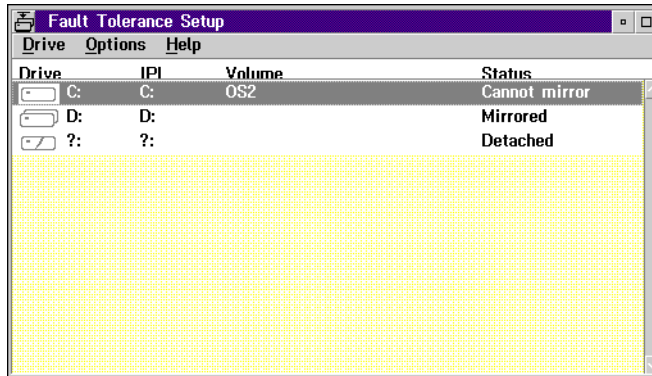 Fault Tolerance Setup
Drive Options Help
Drive IPL Volume Status
C: C: OS2 Cannot mirror
D: D: Mirrored
?: ?: Detached